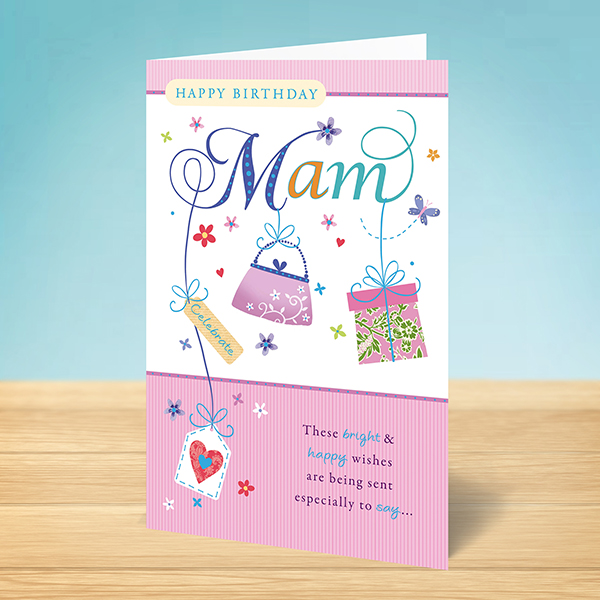 HAPPY BIRTHDAY
Mam
Celebrate
These bright &
happy wishes
are being sent
especially to say...